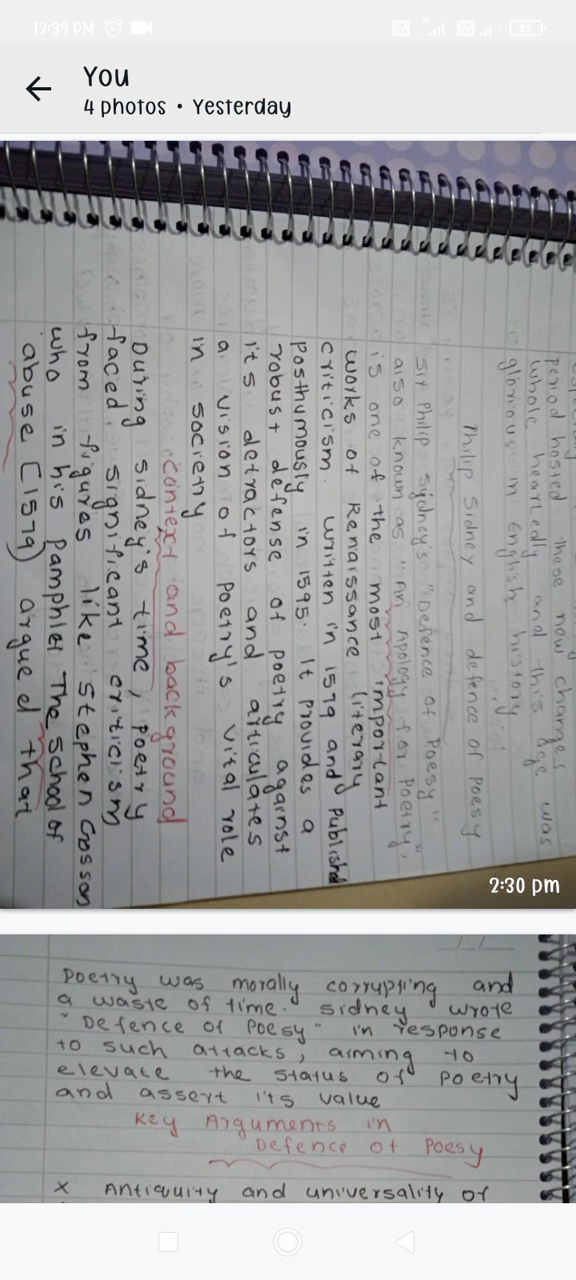 12:39 PM
You
4 photos • Yesterday
period hosted these new changes
whole heartedly and this age was
glorious in English history
Philip Sidney and defence of poesy
Sir Philip Sydney's "Defence of Poesy"
also known as "An Apology for Poetry,"
is one of the most important
works of Renaissance literary
criticism. Written in 1579 and Published
posthumously in 1595. It provides a
robust defense of poetry against
it's detractors and articulates
a vision of poetry's vital role
in society
Context and background
During sidney's time, poetry
faced significant criticism
from figures like Stephen Gosson
who in his pamphlet The School of
abuse (1579) argued that
2:30 pm
poetry was morally corrupting and
a waste of time. Sidney wrote
"Defence of Poesy" in response
to such attacks, aiming to
elevate the status of poetry
and assert its value
Key Arguments in
Defence of Poesy
x Antiquity and universality of